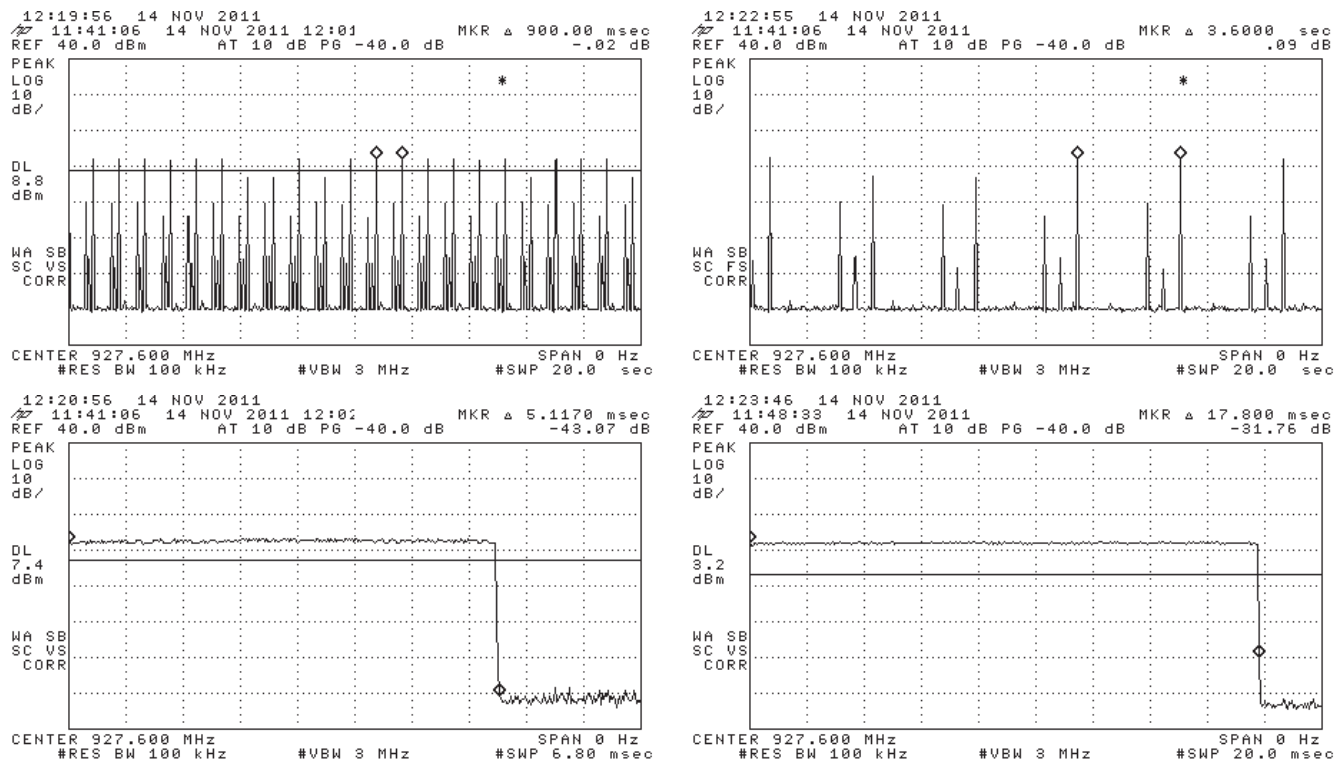 12:19:56 14 NOV 2011
hp 11:41:06 14 NOV 2011 12:01 MKR Δ 900.00 msec
REF 40.0 dBm AT 10 dB PG -40.0 dB -.02 dB
PEAK
LOG
10
dB/
*
DL
8.8
dBm
WA SB
SC VS
CORR
CENTER 927.600 MHz SPAN 0 Hz
#RES BW 100 kHz #VBW 3 MHz #SWP 20.0 sec
12:22:55 14 NOV 2011
hp 11:41:06 14 NOV 2011 MKR Δ 3.6000 sec
REF 40.0 dBm AT 10 dB PG -40.0 dB .09 dB
PEAK
LOG
10
dB/
*
WA SB
SC FS
CORR
CENTER 927.600 MHz SPAN 0 Hz
#RES BW 100 kHz #VBW 3 MHz #SWP 20.0 sec
12:20:56 14 NOV 2011
hp 11:41:06 14 NOV 2011 12:02 MKR Δ 5.1170 msec
REF 40.0 dBm AT 10 dB PG -40.0 dB -43.07 dB
PEAK
LOG
10
dB/
DL
7.4
dBm
WA SB
SC VS
CORR
CENTER 927.600 MHz SPAN 0 Hz
#RES BW 100 kHz #VBW 3 MHz #SWP 6.80 msec
12:23:46 14 NOV 2011
hp 11:48:33 14 NOV 2011 MKR Δ 17.800 msec
REF 40.0 dBm AT 10 dB PG -40.0 dB -31.76 dB
PEAK
LOG
10
dB/
DL
3.2
dBm
WA SB
SC VS
CORR
CENTER 927.600 MHz SPAN 0 Hz
#RES BW 100 kHz #VBW 3 MHz #SWP 20.0 msec